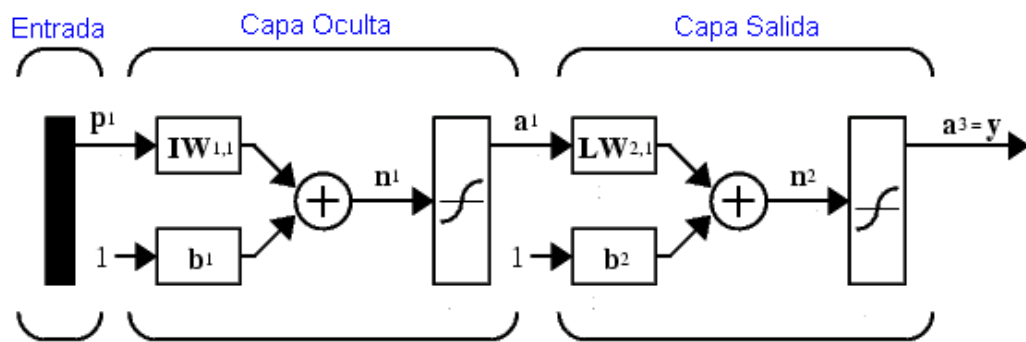 Entrada
Capa Oculta
Capa Salida
p1
IW1,1
n1
a1
LW2,1
n2
a3 = y
1
b1
1
b2